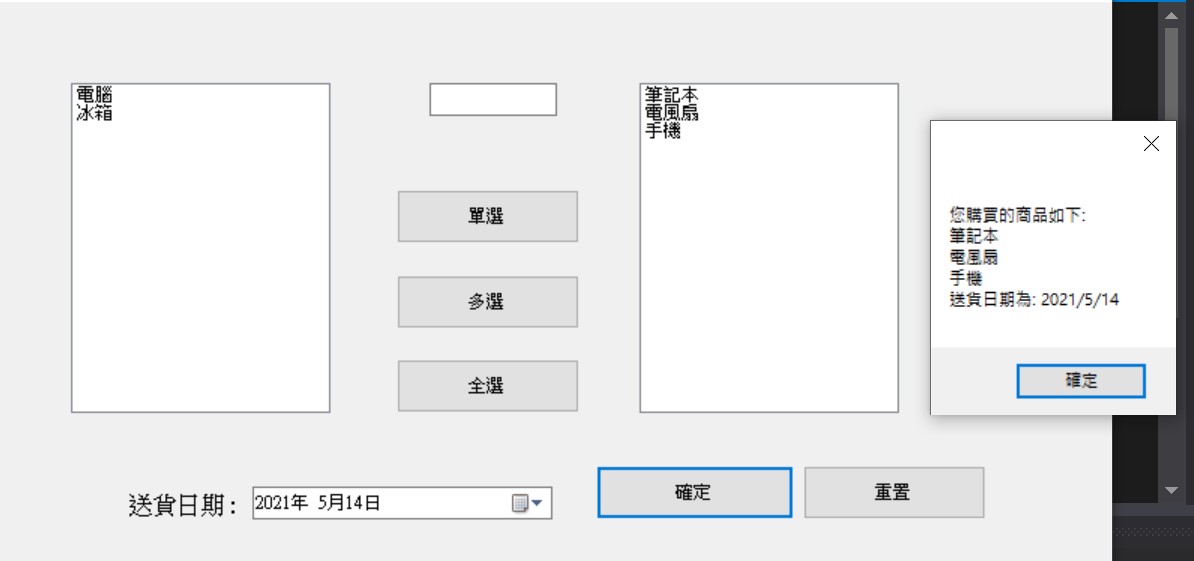 電腦
冰箱
筆記本
電風扇
手機
單選
多選
全選
送貨日期:
2021年 5月14日
確定
重置
您購買的商品如下:
筆記本
電風扇
手機
送貨日期為: 2021/5/14
確定